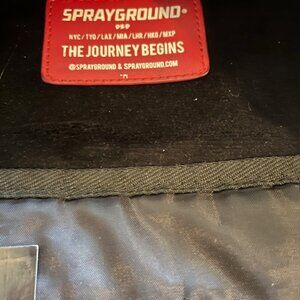 SPRAYGROUND®
NYC / TYO / LAX / MIA / LHR / HKG / MXP
THE JOURNEY BEGINS
@SPRAYGROUND & SPRAYGROUND.COM